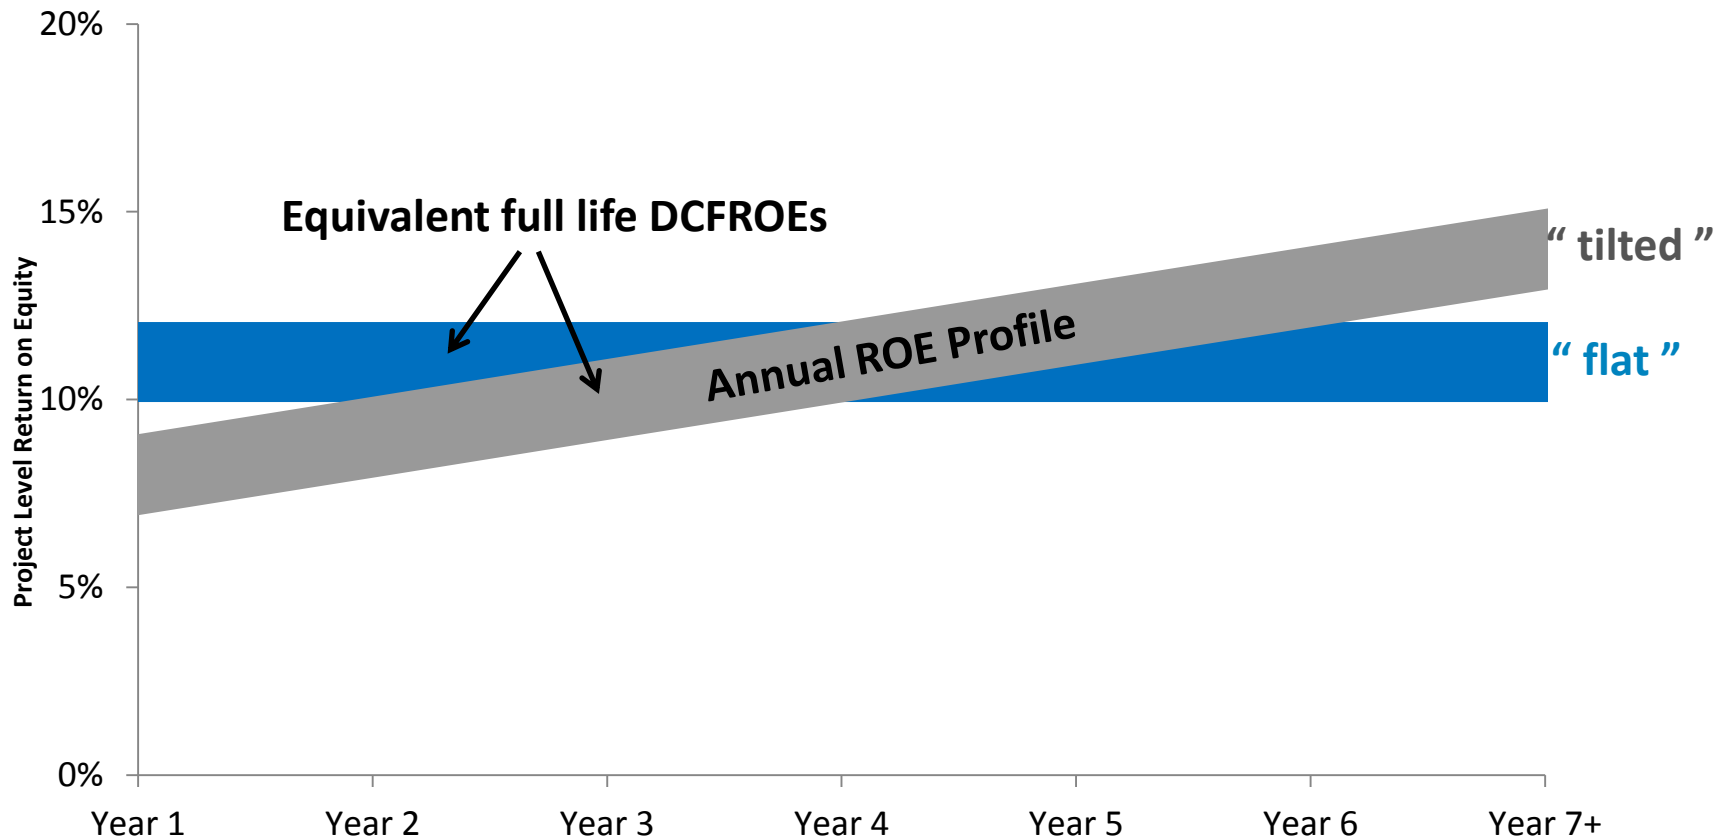 20%
15%
10%
5%
0%
Project Level Return on Equity
Equivalent full life DCFROEs
Annual ROE Profile
“ tilted ”
“ flat ”
Year 1
Year 2
Year 3
Year 4
Year 5
Year 6
Year 7+